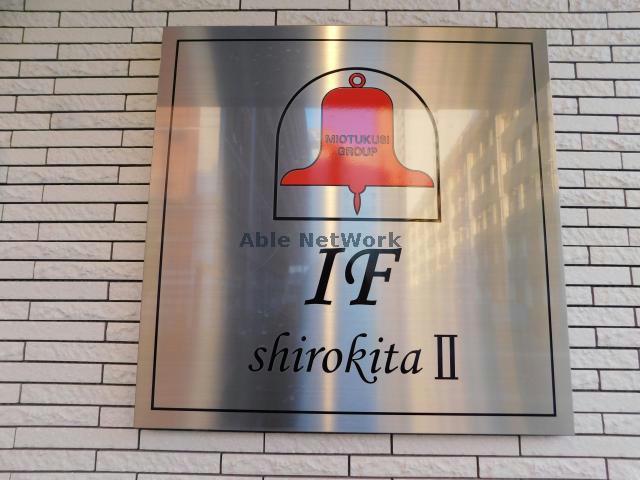 MIOTUKUSI
GROUP
Able NetWork
IF
shirokita II